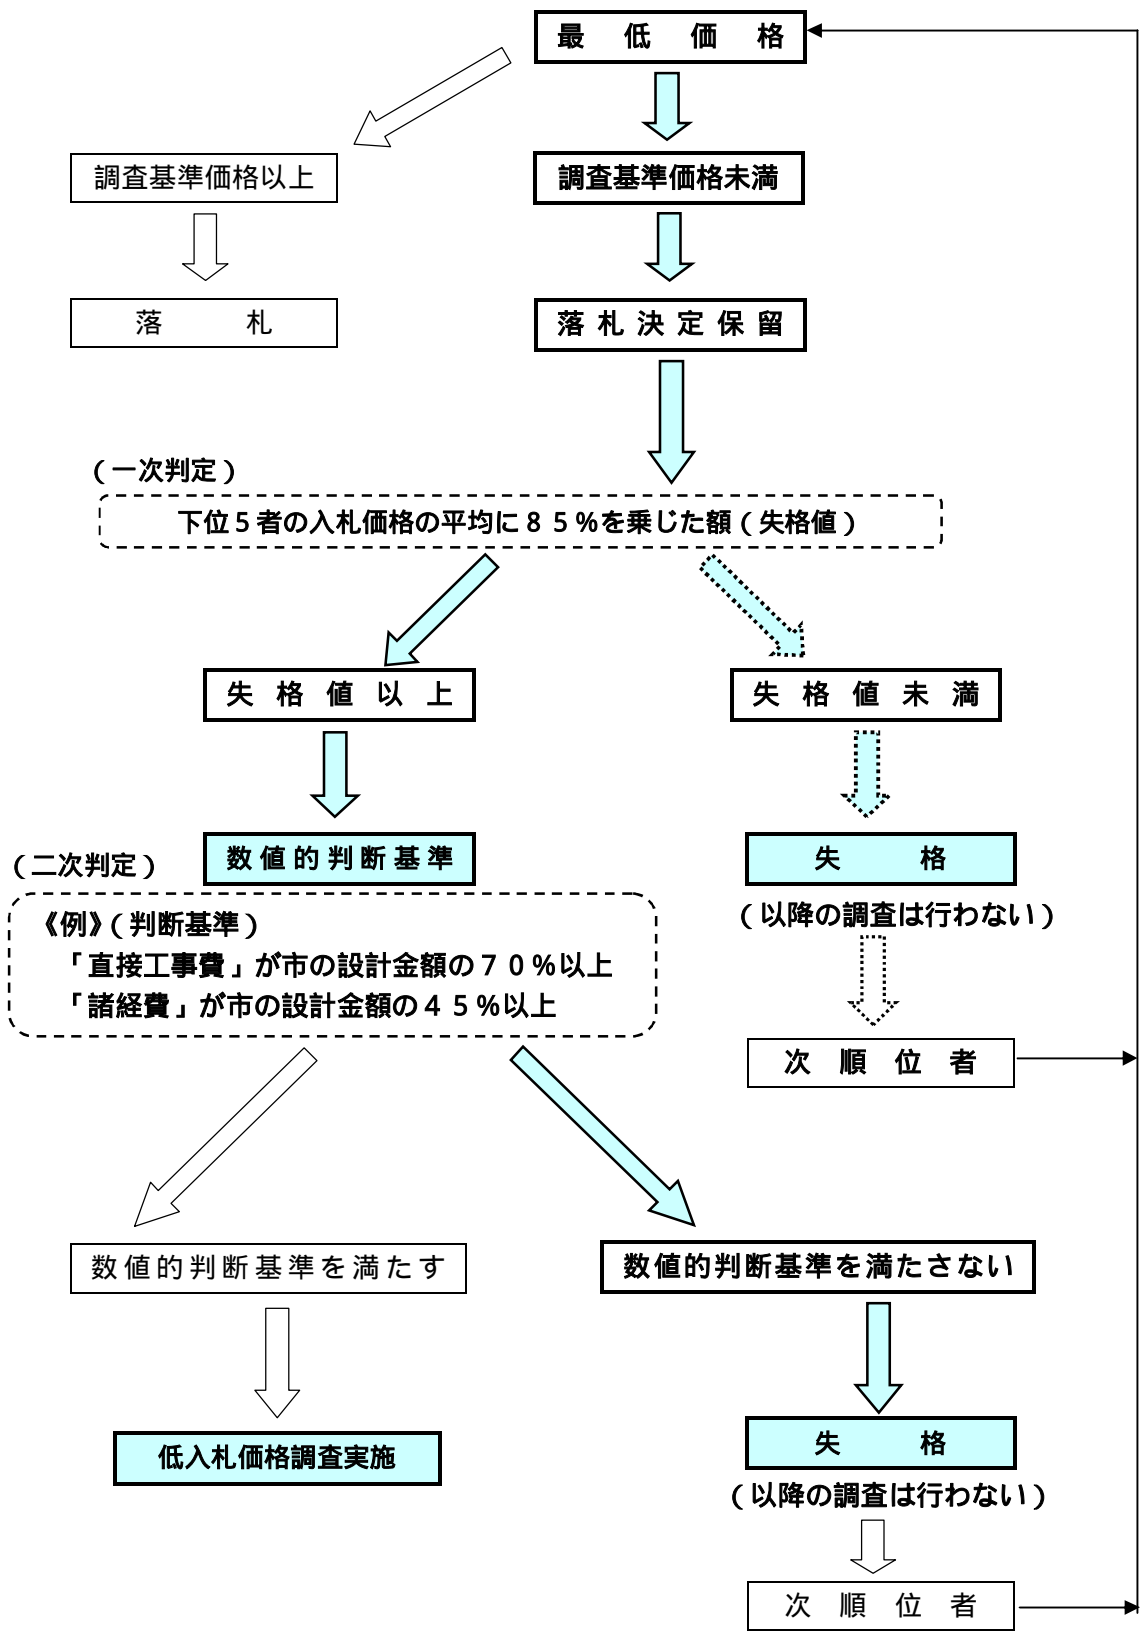 最低価格
調査基準価格以上
調査基準価格未満
落札
落札決定保留
（一次判定）
下位５者の入札価格の平均に８５％を乗じた額（失格値）
失格値以上
失格値未満
（二次判定）
数値的判断基準
失格
《例》（判断基準）
「直接工事費」が市の設計金額の７０％以上
「諸経費」が市の設計金額の４５％以上
（以降の調査は行わない）
次順位者
数値的判断基準を満たす
数値的判断基準を満たさない
低入札価格調査実施
失格
（以降の調査は行わない）
次順位者